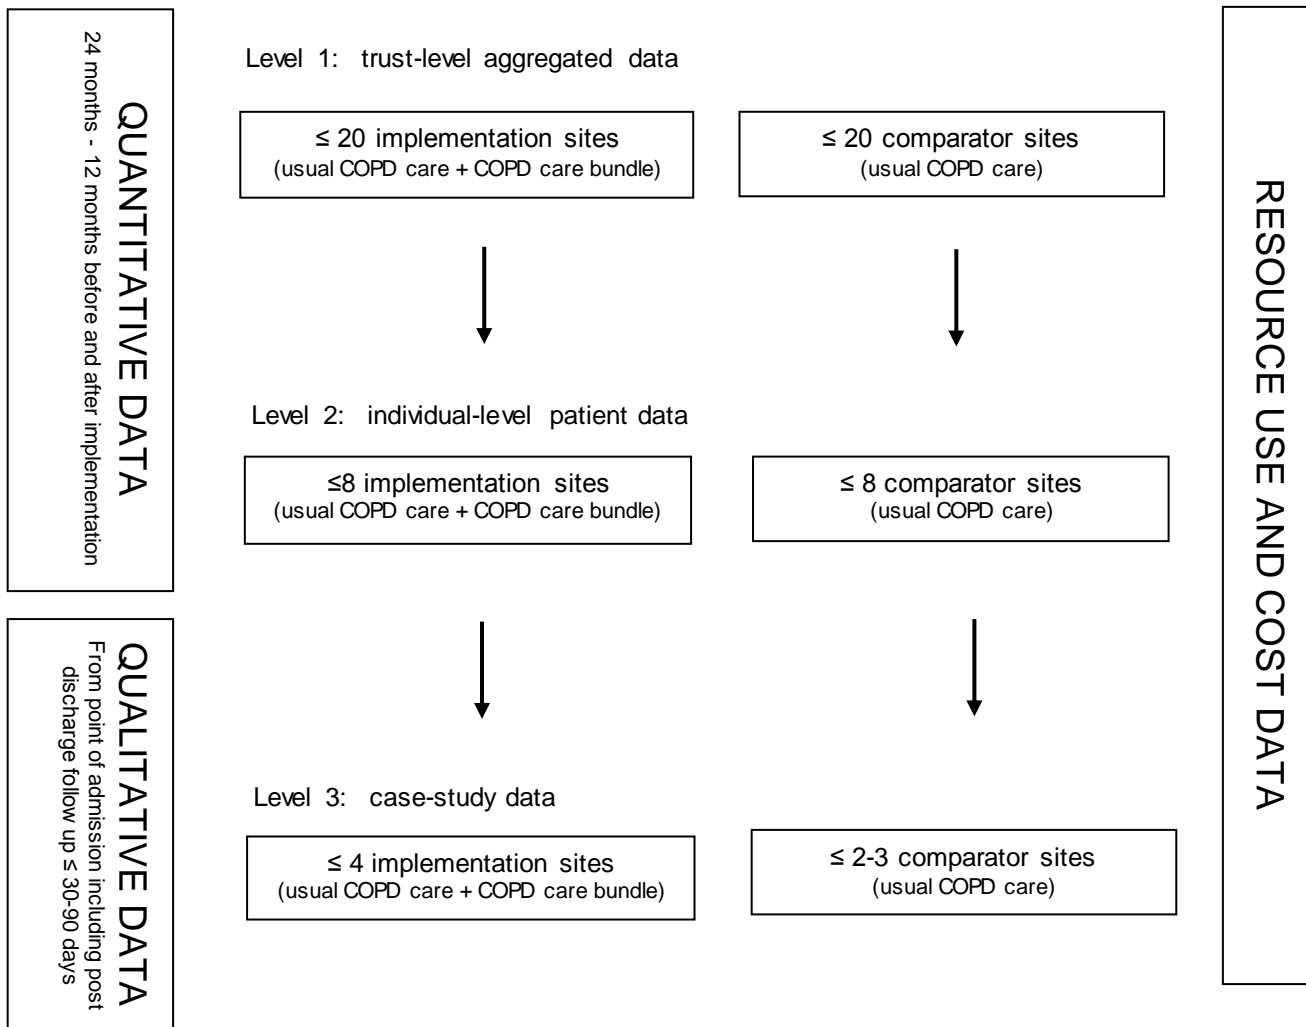 QUANTITATIVE DATA
24 months - 12 months before and after implementation
QUALITATIVE DATA
From point of admission including post
discharge follow up ≤ 30-90 days
Level 1: trust-level aggregated data
≤ 20 implementation sites
(usual COPD care + COPD care bundle)
≤ 20 comparator sites
(usual COPD care)
Level 2: individual-level patient data
≤8 implementation sites
(usual COPD care + COPD care bundle)
≤ 8 comparator sites
(usual COPD care)
Level 3: case-study data
≤ 4 implementation sites
(usual COPD care + COPD care bundle)
≤ 2-3 comparator sites
(usual COPD care)
RESOURCE USE AND COST DATA